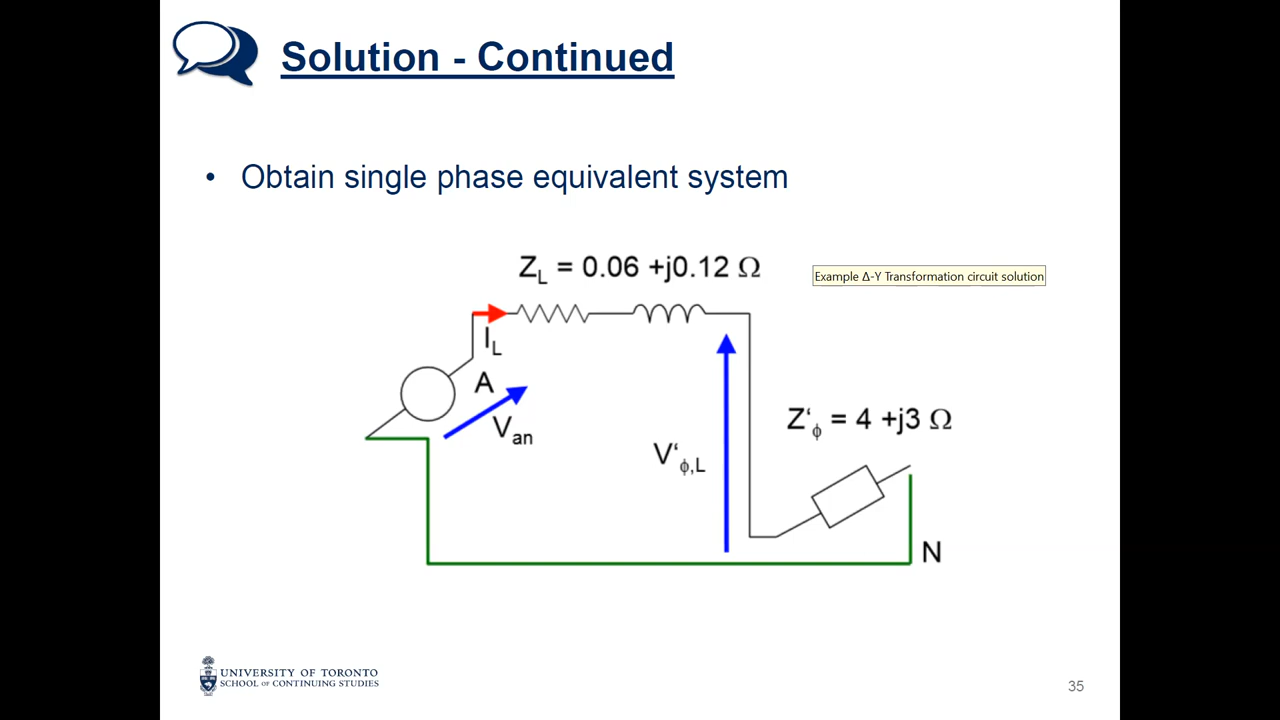 Solution - Continued
• Obtain single phase equivalent system
Z_L = 0.06 +j0.12 Ω
Example Δ-Y Transformation circuit solution
I_L
A
V_an
Z‘_ϕ = 4 +j3 Ω
V‘_ϕ,L
N
UNIVERSITY OF TORONTO
SCHOOL OF CONTINUING STUDIES
35